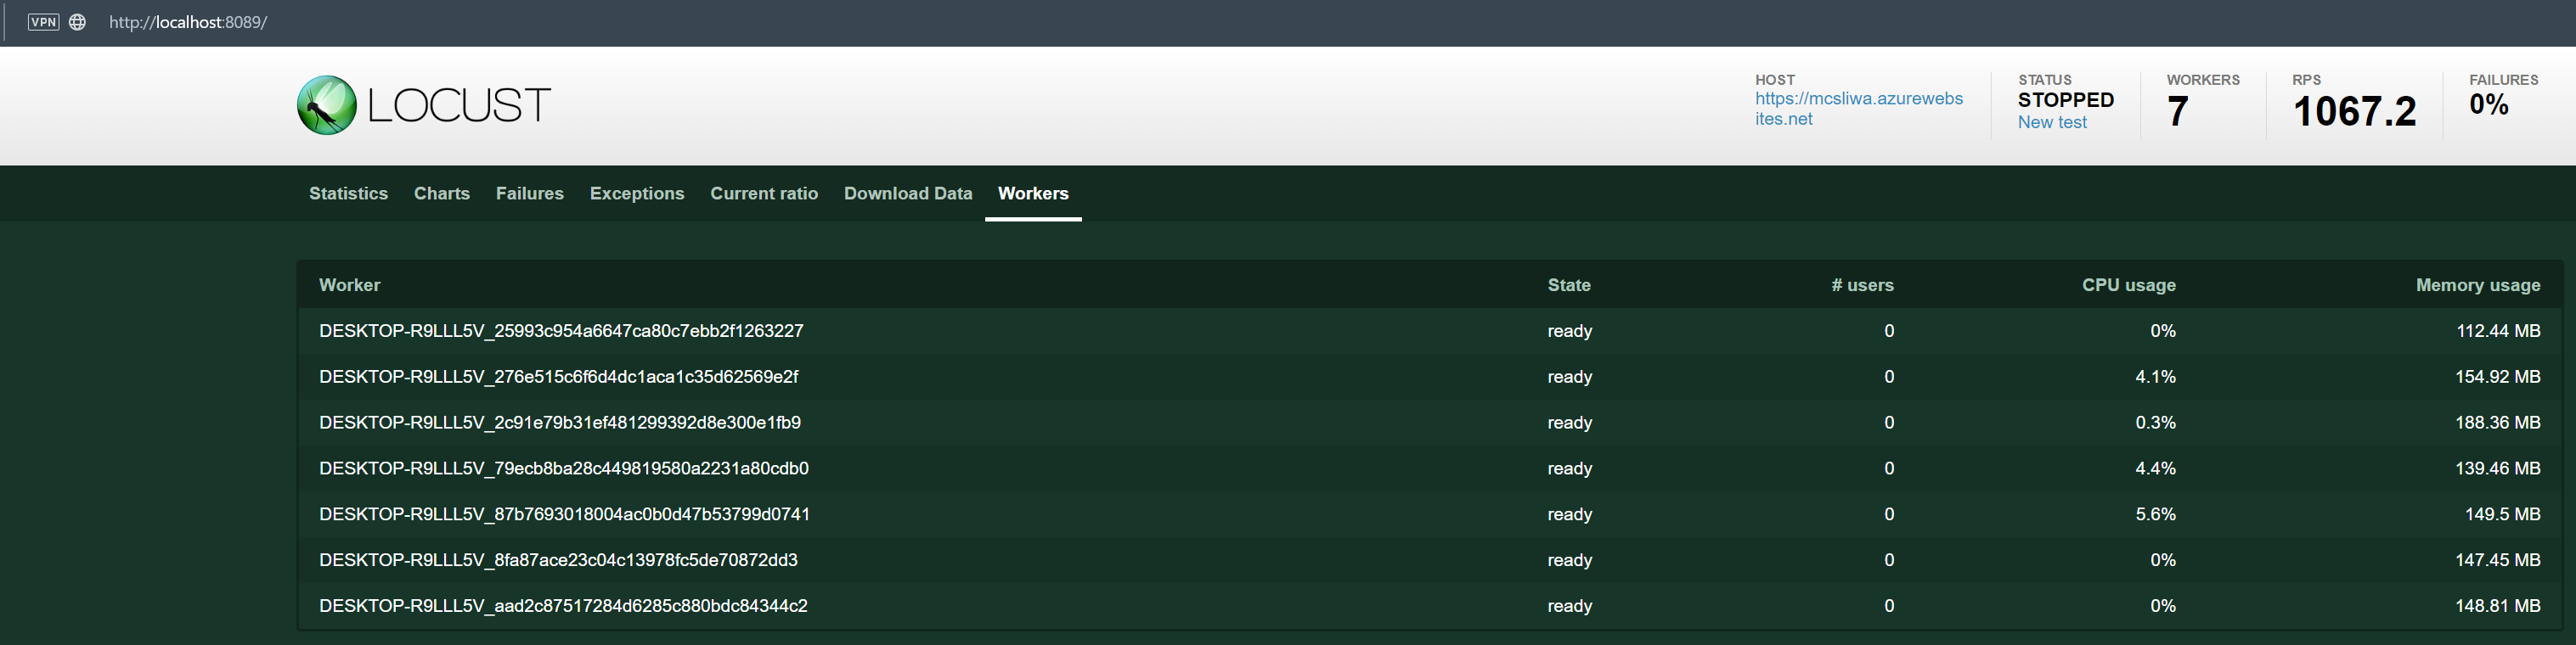 VPN http://localhost:8089/
LOCUST
HOST
https://mcsliwa.azurewebs
ites.net
STATUS
STOPPED
New test
WORKERS
7
RPS
1067.2
FAILURES
0%
Statistics Charts Failures Exceptions Current ratio Download Data Workers
Worker State # users CPU usage Memory usage
DESKTOP-R9LLL5V_25993c954a6647ca80c7ebb2f1263227 ready 0 0% 112.44 MB
DESKTOP-R9LLL5V_276e515c6f6d4dc1aca1c35d62569e2f ready 0 4.1% 154.92 MB
DESKTOP-R9LLL5V_2c91e79b31ef481299392d8e300e1fb9 ready 0 0.3% 188.36 MB
DESKTOP-R9LLL5V_79ecb8ba28c449819580a2231a80cdb0 ready 0 4.4% 139.46 MB
DESKTOP-R9LLL5V_87b7693018004ac0b0d47b53799d0741 ready 0 5.6% 149.5 MB
DESKTOP-R9LLL5V_8fa87ace23c04c13978fc5de70872dd3 ready 0 0% 147.45 MB
DESKTOP-R9LLL5V_aad2c87517284d6285c880bdc84344c2 ready 0 0% 148.81 MB